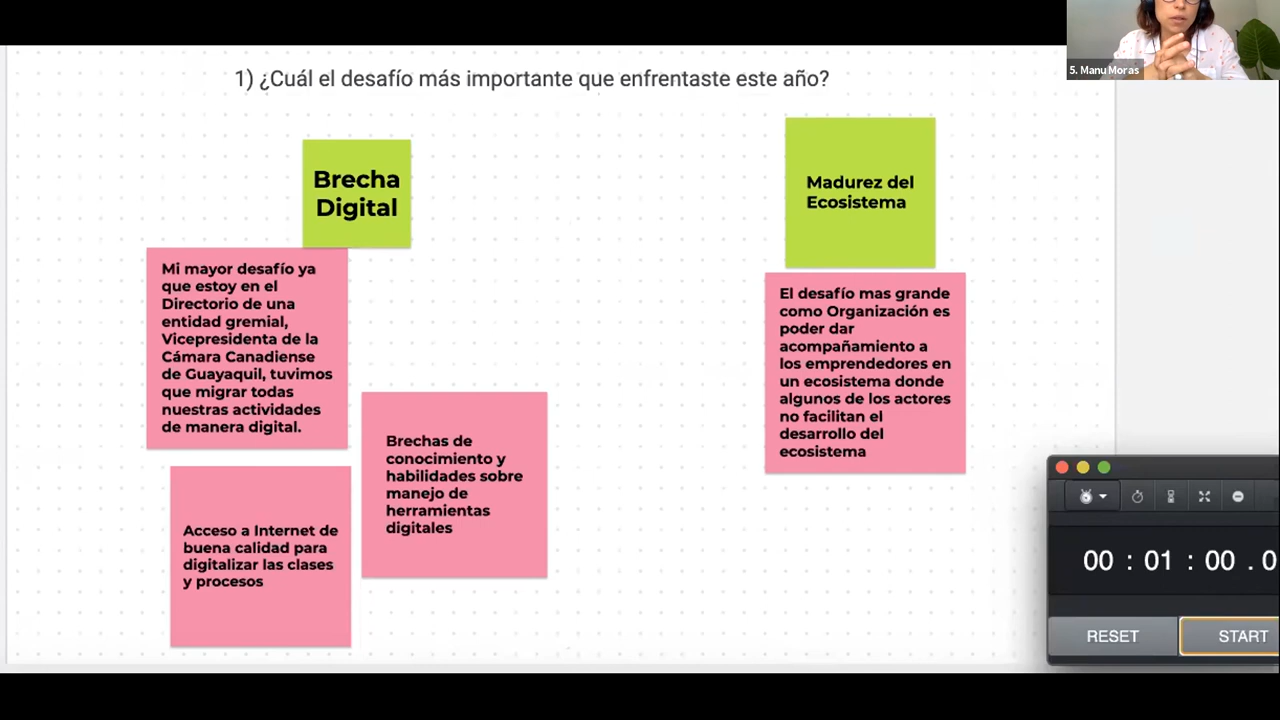 1) ¿Cuál el desafío más importante que enfrentaste este año?
5. Manu Moras
Brecha
Digital
Madurez del
Ecosistema
Mi mayor desafío ya
que estoy en el
Directorio de una
entidad gremial,
Vicepresidenta de la
Cámara Canadiense
de Guayaquil, tuvimos
que migrar todas
nuestras actividades
de manera digital.
Brechas de
conocimiento y
habilidades sobre
manejo de
herramientas
digitales
Acceso a Internet de
buena calidad para
digitalizar las clases
y procesos
El desafío mas grande
como Organización es
poder dar
acompañamiento a
los emprendedores en
un ecosistema donde
algunos de los actores
no facilitan el
desarrollo del
ecosistema
00 : 01 : 00 . 0
RESET
START